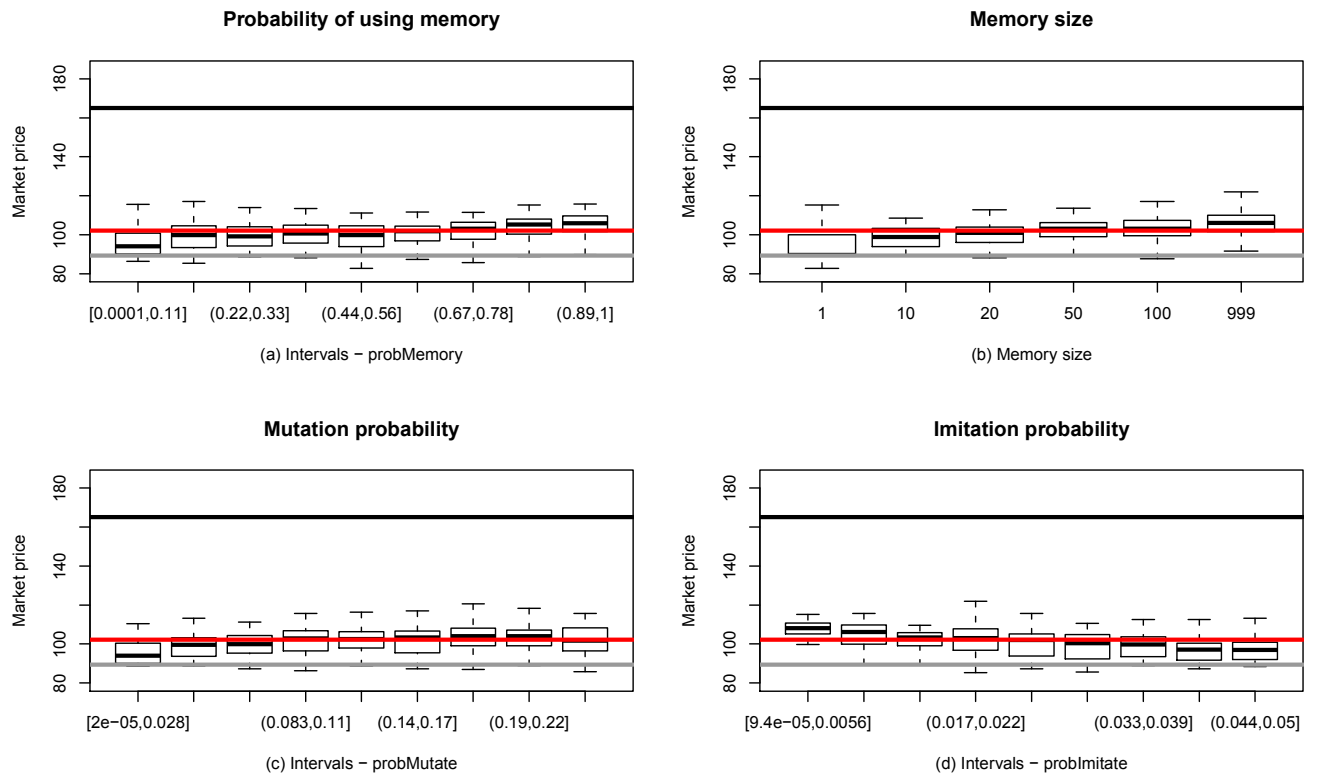 Probability of using memory
Market price
80 100 140 180
[0.0001,0.11] (0.22,0.33] (0.44,0.56] (0.67,0.78] (0.89,1]
(a) Intervals − probMemory
Memory size
Market price
80 100 140 180
1 10 20 50 100 999
(b) Memory size
Mutation probability
Market price
80 100 140 180
[2e−05,0.028] (0.083,0.11] (0.14,0.17] (0.19,0.22]
(c) Intervals − probMutate
Imitation probability
Market price
80 100 140 180
[9.4e−05,0.0056] (0.017,0.022] (0.033,0.039] (0.044,0.05]
(d) Intervals − probImitate